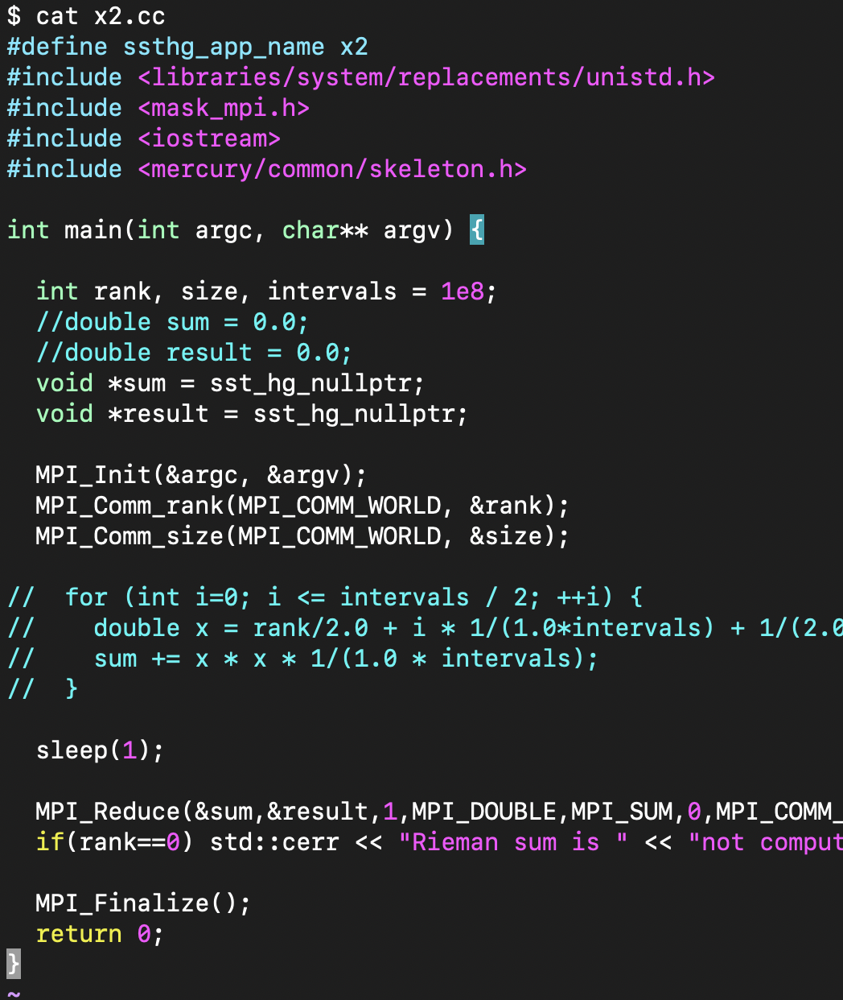 $ cat x2.cc
#define ssthg_app_name x2
#include <libraries/system/replacements/unistd.h>
#include <mask_mpi.h>
#include <iostream>
#include <mercury/common/skeleton.h>
int main(int argc, char** argv) {
int rank, size, intervals = 1e8;
//double sum = 0.0;
//double result = 0.0;
void *sum = sst_hg_nullptr;
void *result = sst_hg_nullptr;
MPI_Init(&argc, &argv);
MPI_Comm_rank(MPI_COMM_WORLD, &rank);
MPI_Comm_size(MPI_COMM_WORLD, &size);
//  for (int i=0; i <= intervals / 2; ++i) {
//    double x = rank/2.0 + i * 1/(1.0*intervals) + 1/(2.0
//    sum += x * x * 1/(1.0 * intervals);
//  }
sleep(1);
MPI_Reduce(&sum,&result,1,MPI_DOUBLE,MPI_SUM,0,MPI_COMM_
if(rank==0) std::cerr << "Rieman sum is " << "not comput
MPI_Finalize();
return 0;
}
~